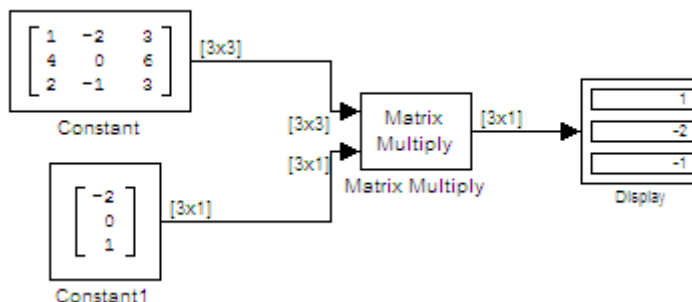 1 -2 3
4 0 6
2 -1 3
Constant
[3x3]
[3x3]
-2
0
1
Constant1
[3x1]
[3x1]
Matrix
Multiply
Matrix Multiply
[3x1]
1
-2
-1
Display